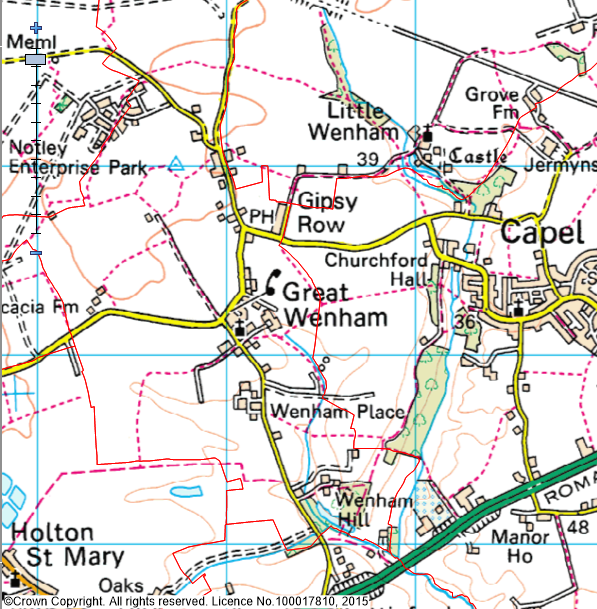 Meml
Grove
Fm
Little
Wenham
Notley
Enterprise Park
39
Castle
Jermyns
PH
Gipsy
Row
Capel
Churchford
Hall
cacia Fm
Great
Wenham
36
Wenham Place
Wenham
Hill
ROMA
Holton
St Mary
Manor
Ho
48
Oaks
©Crown Copyright. All rights reserved. Licence No.100017810, 2015